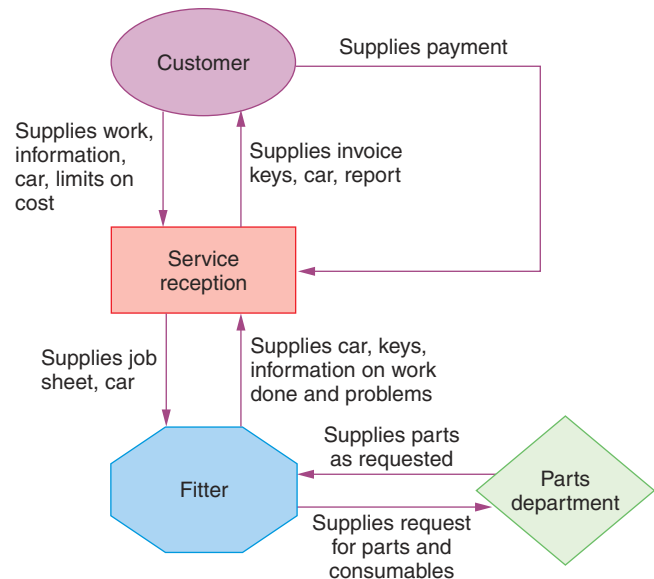 Customer
Supplies payment
Supplies work,
information,
car, limits on
cost
Supplies invoice
keys, car, report
Service
reception
Supplies job
sheet, car
Supplies car, keys,
information on work
done and problems
Fitter
Supplies parts
as requested
Parts
department
Supplies request
for parts and
consumables